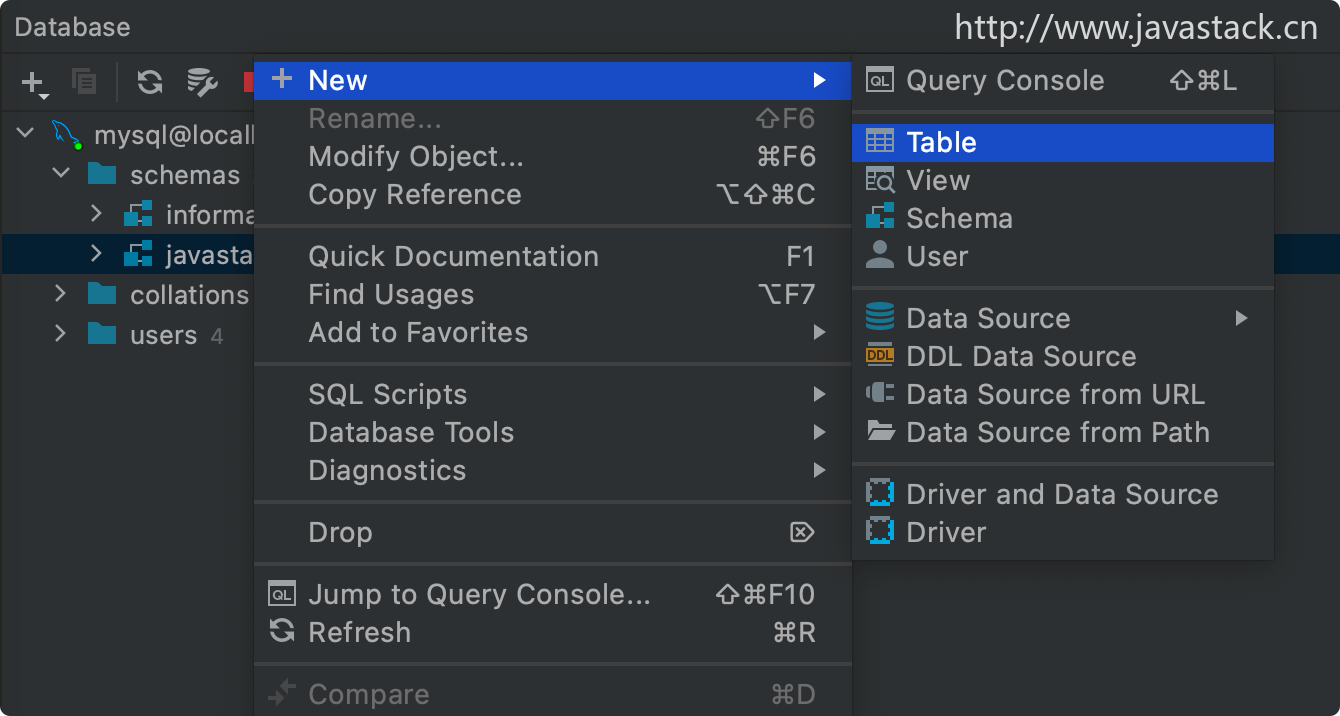 Database
http://www.javastack.cn
New
Rename... ⇧F6
Modify Object... ⌘F6
Copy Reference ⌥⇧⌘C
Quick Documentation F1
Find Usages ⌥F7
Add to Favorites
SQL Scripts
Database Tools
Diagnostics
Drop
QL Jump to Query Console... ⇧⌘F10
Refresh ⌘R
Compare ⌘D
QL Query Console ⇧⌘L
Table
View
Schema
User
Data Source
DDL DDL Data Source
Data Source from URL
Data Source from Path
Driver and Data Source
Driver
mysql@local
schemas
informa
javasta
collations
users 4